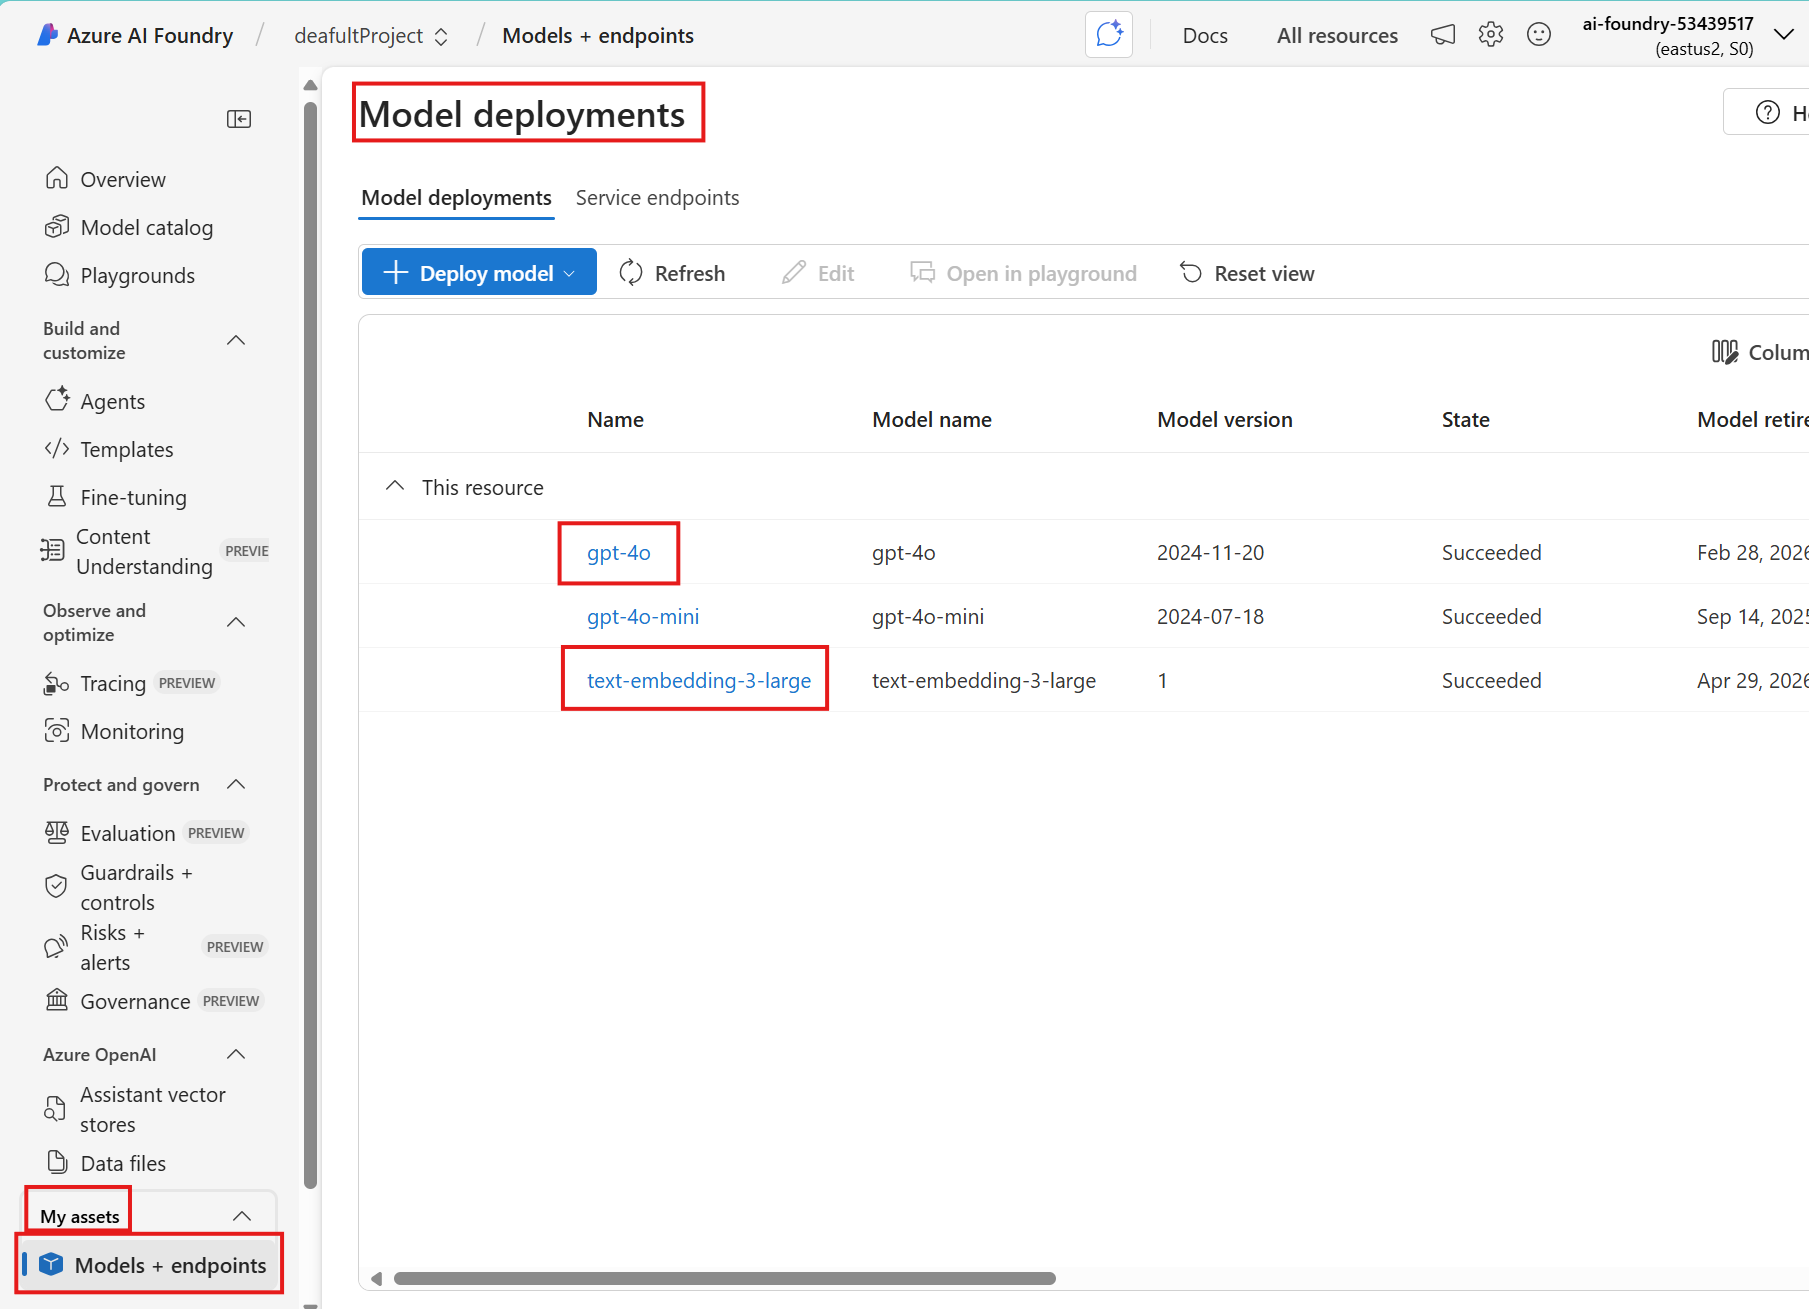 Azure AI Foundry / deafultProject / Models + endpoints
Docs
All resources
ai-foundry-53439517
(eastus2, S0)
Overview
Model catalog
Playgrounds
Build and
customize
Agents
Templates
Fine-tuning
Content
Understanding
PREVIE
Observe and
optimize
Tracing PREVIEW
Monitoring
Protect and govern
Evaluation PREVIEW
Guardrails +
controls
Risks +
alerts
PREVIEW
Governance PREVIEW
Azure OpenAI
Assistant vector
stores
Data files
My assets
Models + endpoints
Model deployments
Model deployments Service endpoints
Deploy model Refresh Edit Open in playground Reset view
Name Model name Model version State Model retire
This resource
gpt-4o gpt-4o 2024-11-20 Succeeded Feb 28, 2026
gpt-4o-mini gpt-4o-mini 2024-07-18 Succeeded Sep 14, 2025
text-embedding-3-large text-embedding-3-large 1 Succeeded Apr 29, 2026